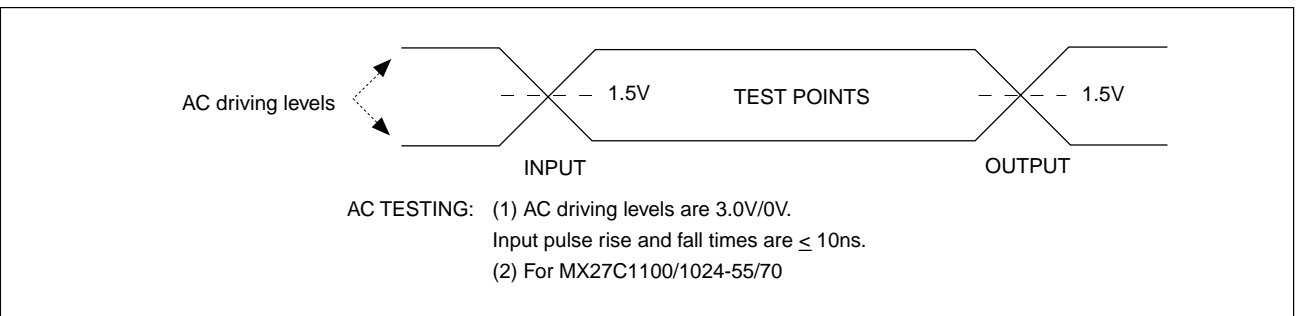 AC driving levels
1.5V
TEST POINTS
1.5V
INPUT
OUTPUT
AC TESTING: (1) AC driving levels are 3.0V/0V.
Input pulse rise and fall times are ≤ 10ns.
(2) For MX27C1100/1024-55/70